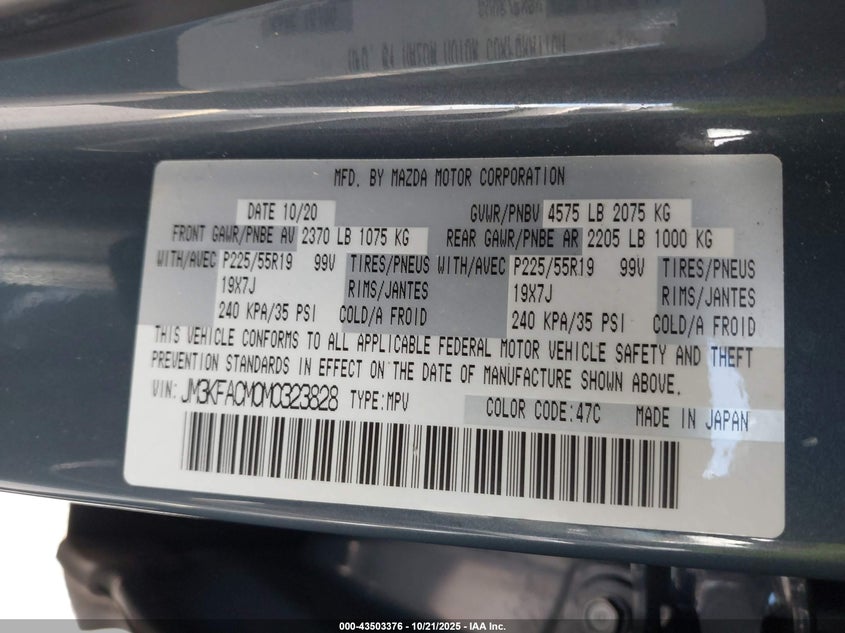 MFD. BY MAZDA MOTOR CORPORATION
DATE 10/20 GVWR/PNBV 4575 LB 2075 KG
FRONT GAWR/PNBE AV 2370 LB 1075 KG REAR GAWR/PNBE AR 2205 LB 1000 KG
WITH/AVEC P225/55R19 99V TIRES/PNEUS WITH/AVEC P225/55R19 99V TIRES/PNEUS
19X7J RIMS/JANTES 19X7J RIMS/JANTES
240 KPA/35 PSI COLD/A FROID 240 KPA/35 PSI COLD/A FROID
THIS VEHICLE CONFORMS TO ALL APPLICABLE FEDERAL MOTOR VEHICLE SAFETY AND THEFT
PREVENTION STANDARDS IN EFFECT ON THE DATE OF MANUFACTURE SHOWN ABOVE.
VIN: JM3KFACM0M0323828 TYPE:MPV COLOR CODE:47C MADE IN JAPAN
000-43503376 - 10/21/2025 - IAA Inc.